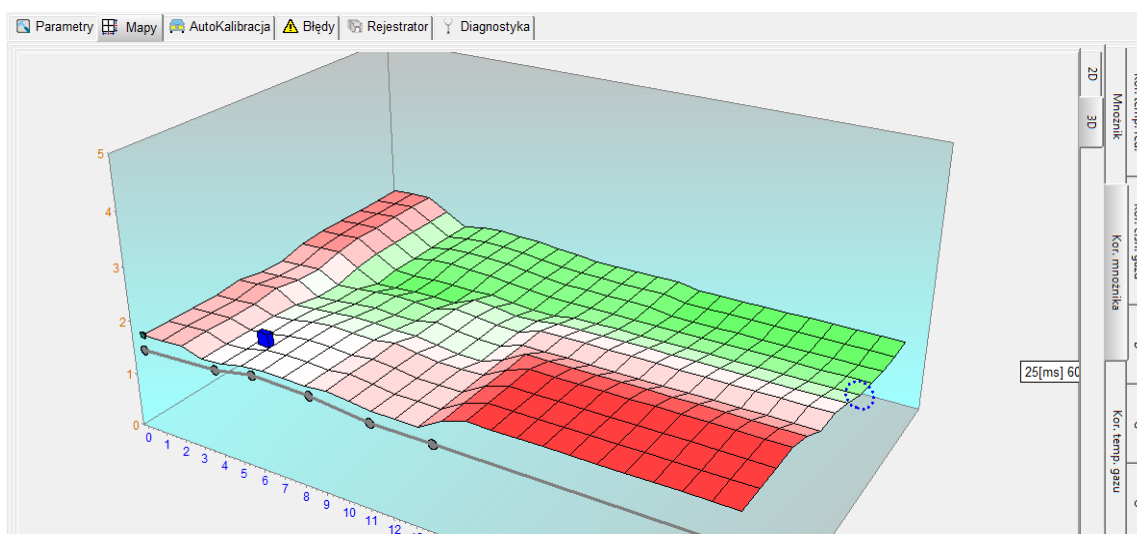 Parametry
Mapy
AutoKalibracja
Błędy
Rejestrator
Diagnostyka
2D
3D
Mnożnik
Kor. mnożnika
Kor. temp. gazu
5
4
3
2
1
0
0
1
2
3
4
5
6
7
8
9
10
11
12
25[ms] 60